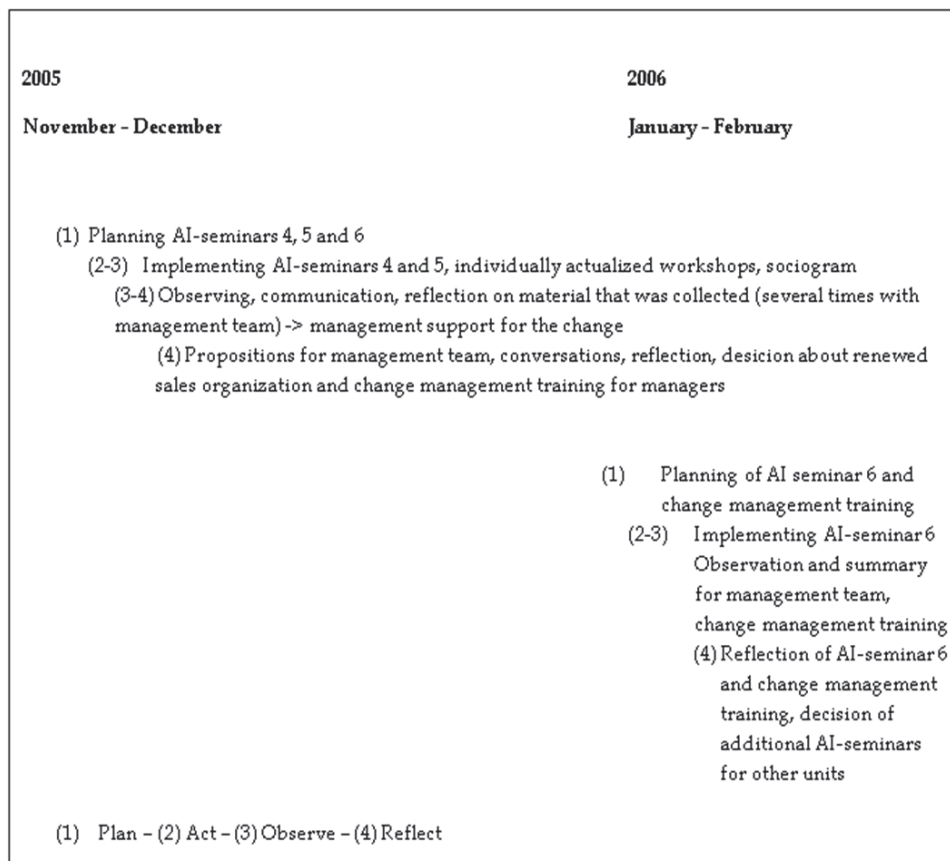 2005 2006
November - December January - February
(1) Planning AI-seminars 4, 5 and 6
(2-3) Implementing AI-seminars 4 and 5, individually actualized workshops, sociogram
(3-4) Observing, communication, reflection on material that was collected (several times with
management team) -> management support for the change
(4) Propositions for management team, conversations, reflection, desicion about renewed
sales organization and change management training for managers
(1) Planning of AI seminar 6 and
change management training
(2-3) Implementing AI-seminar 6
Observation and summary
for management team,
change management training
(4) Reflection of AI-seminar 6
and change management
training, decision of
additional AI-seminars
for other units
(1) Plan – (2) Act – (3) Observe – (4) Reflect